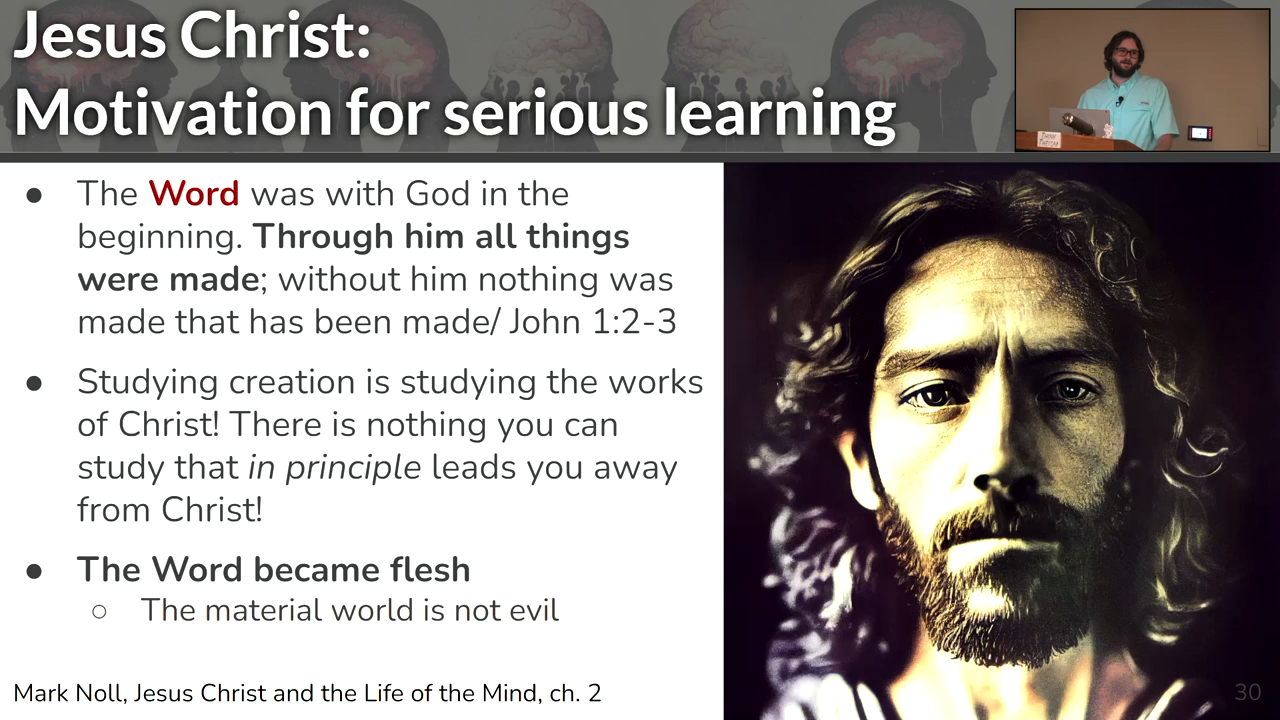 Jesus Christ:
Motivation for serious learning
● The Word was with God in the
beginning. Through him all things
were made; without him nothing was
made that has been made/ John 1:2-3
● Studying creation is studying the works
of Christ! There is nothing you can
study that in principle leads you away
from Christ!
● The Word became flesh
○ The material world is not evil
Mark Noll, Jesus Christ and the Life of the Mind, ch. 2
30